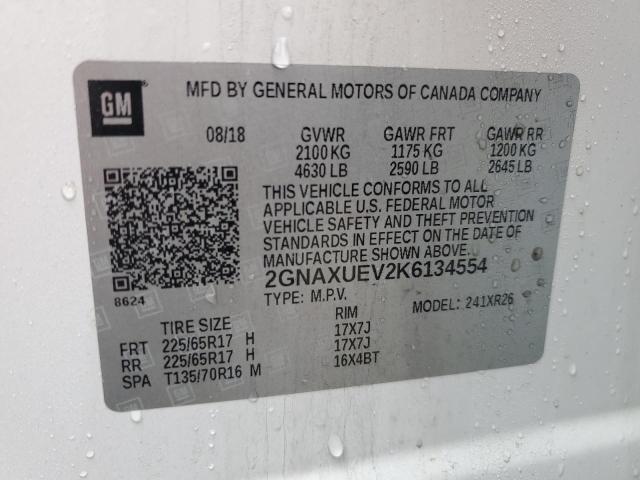 GM
MFD BY GENERAL MOTORS OF CANADA COMPANY
08/18 GVWR GAWR FRT GAWR RR
2100 KG 1175 KG 1200 KG
4630 LB 2590 LB 2645 LB
THIS VEHICLE CONFORMS TO ALL
APPLICABLE U.S. FEDERAL MOTOR
VEHICLE SAFETY AND THEFT PREVENTION
STANDARDS IN EFFECT ON THE DATE OF
MANUFACTURE SHOWN ABOVE.
2GNAXUEV2K6134554
8624
TYPE: M.P.V. MODEL: 241XR26
TIRE SIZE RIM
FRT 225/65R17 H 17X7J
RR 225/65R17 H 17X7J
SPA T135/70R16 M 16X4BT